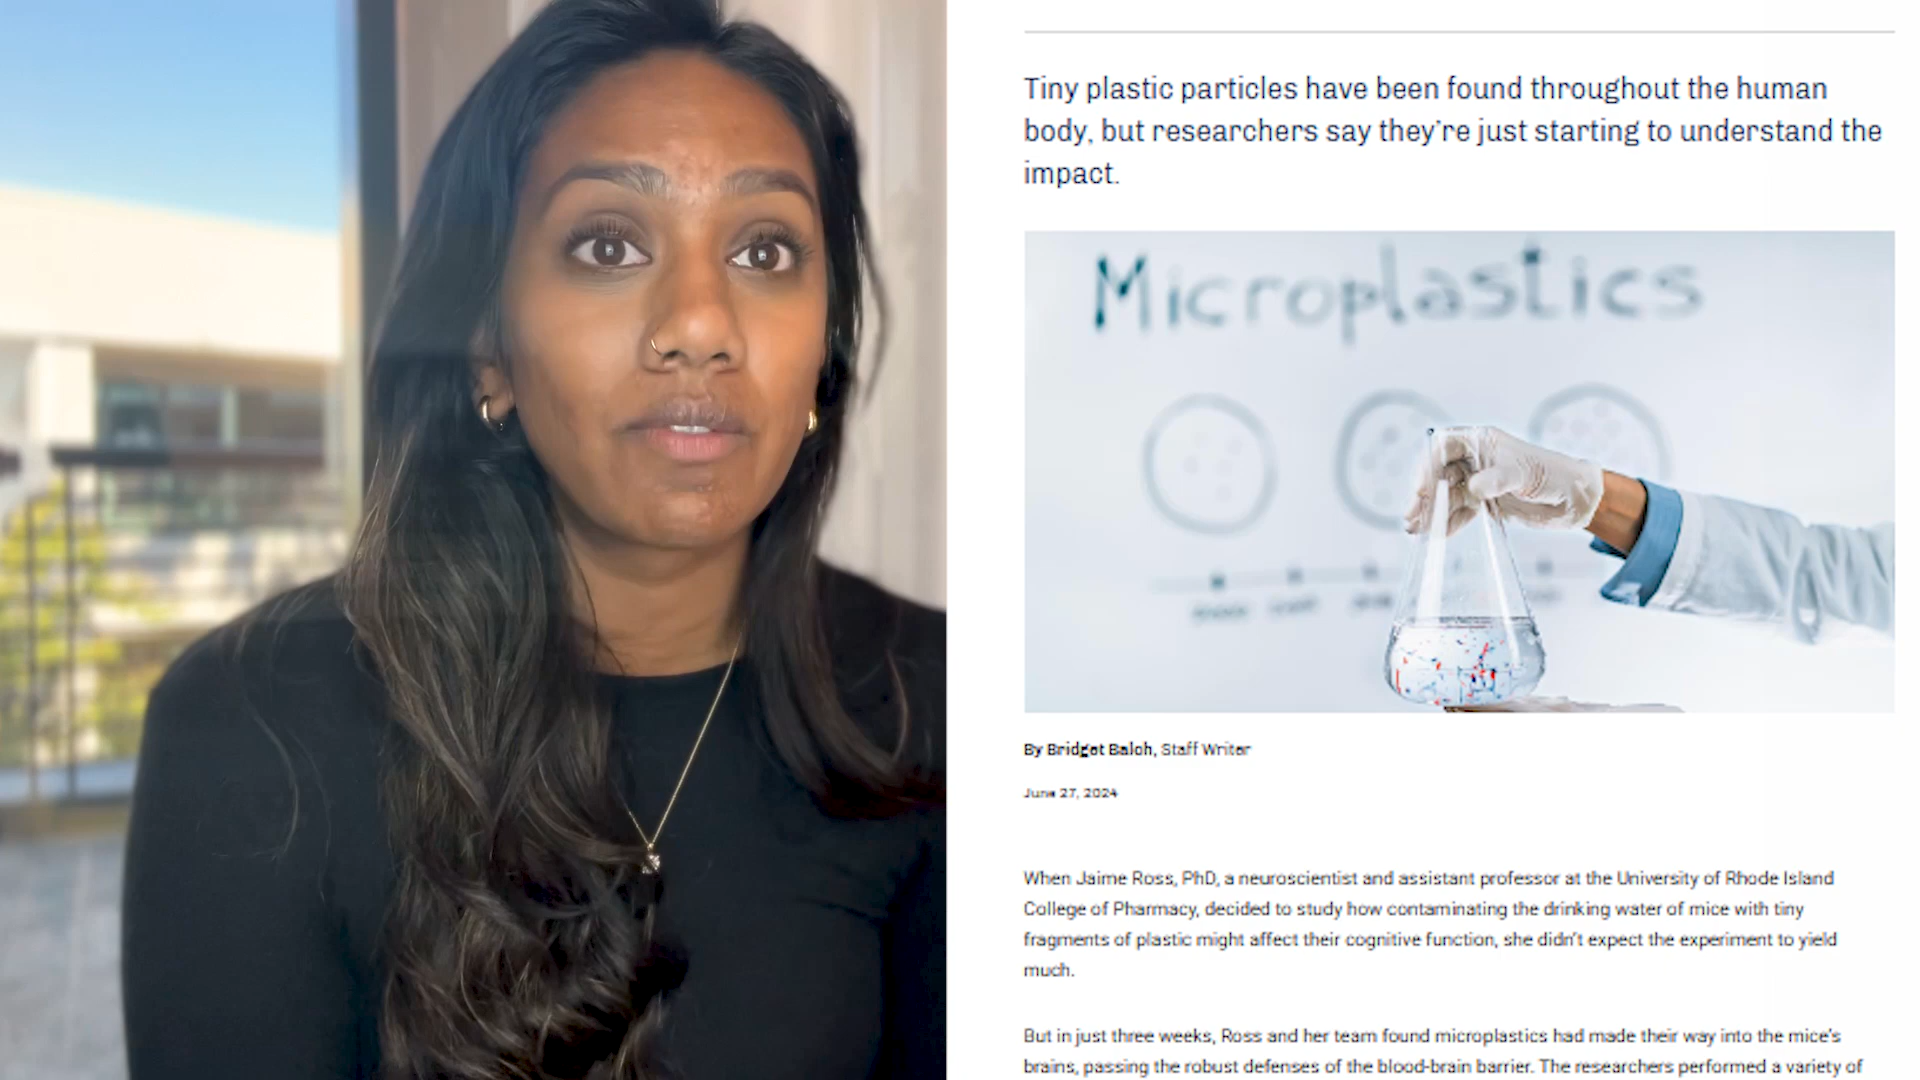 Tiny plastic particles have been found throughout the human
body, but researchers say they're just starting to understand the
impact.
Microplastics
By Bridget Balch, Staff Writer
June 27, 2024
When Jaime Ross, PhD, a neuroscientist and assistant professor at the University of Rhode Island
College of Pharmacy, decided to study how contaminating the drinking water of mice with tiny
fragments of plastic might affect their cognitive function, she didn't expect the experiment to yield
much.
But in just three weeks, Ross and her team found microplastics had made their way into the mice's
brains, passing the robust defenses of the blood-brain barrier. The researchers performed a variety of